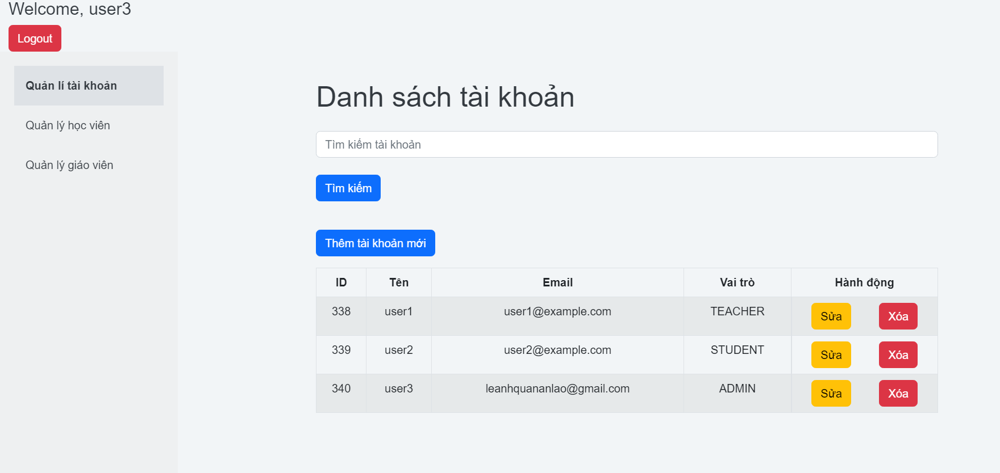 Welcome, user3
Logout
Quản lí tài khoản
Quản lý học viên
Quản lý giáo viên
Danh sách tài khoản
Tìm kiếm tài khoản
Tìm kiếm
Thêm tài khoản mới
ID Tên Email Vai trò Hành động
338 user1 user1@example.com TEACHER Sửa Xóa
339 user2 user2@example.com STUDENT Sửa Xóa
340 user3 leanhquananlao@gmail.com ADMIN Sửa Xóa